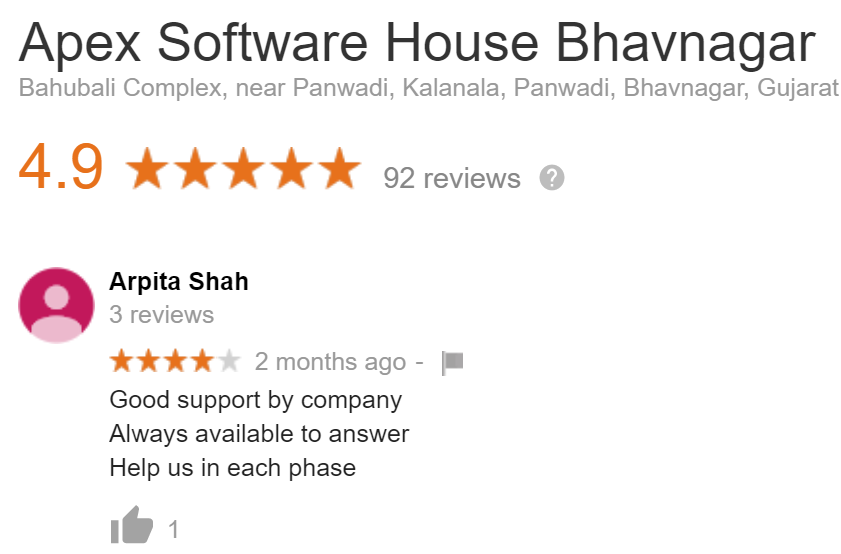 Apex Software House Bhavnagar
Bahubali Complex, near Panwadi, Kalanala, Panwadi, Bhavnagar, Gujarat
4.9 92 reviews ?
Arpita Shah
3 reviews
2 months ago -
Good support by company
Always available to answer
Help us in each phase
1